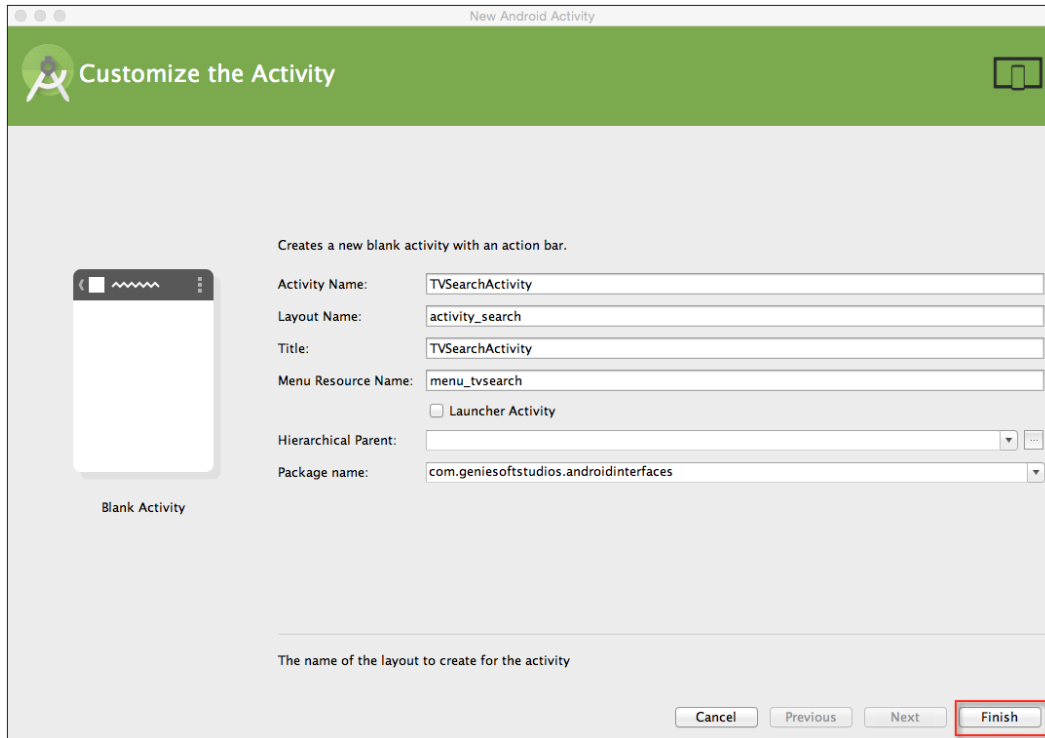 New Android Activity
Customize the Activity
Creates a new blank activity with an action bar.
Activity Name: TVSearchActivity
Layout Name: activity_search
Title: TVSearchActivity
Menu Resource Name: menu_tvsearch
Launcher Activity
Hierarchical Parent:
Package name: com.geniesoftstudios.androidinterfaces
Blank Activity
The name of the layout to create for the activity
Cancel Previous Next Finish